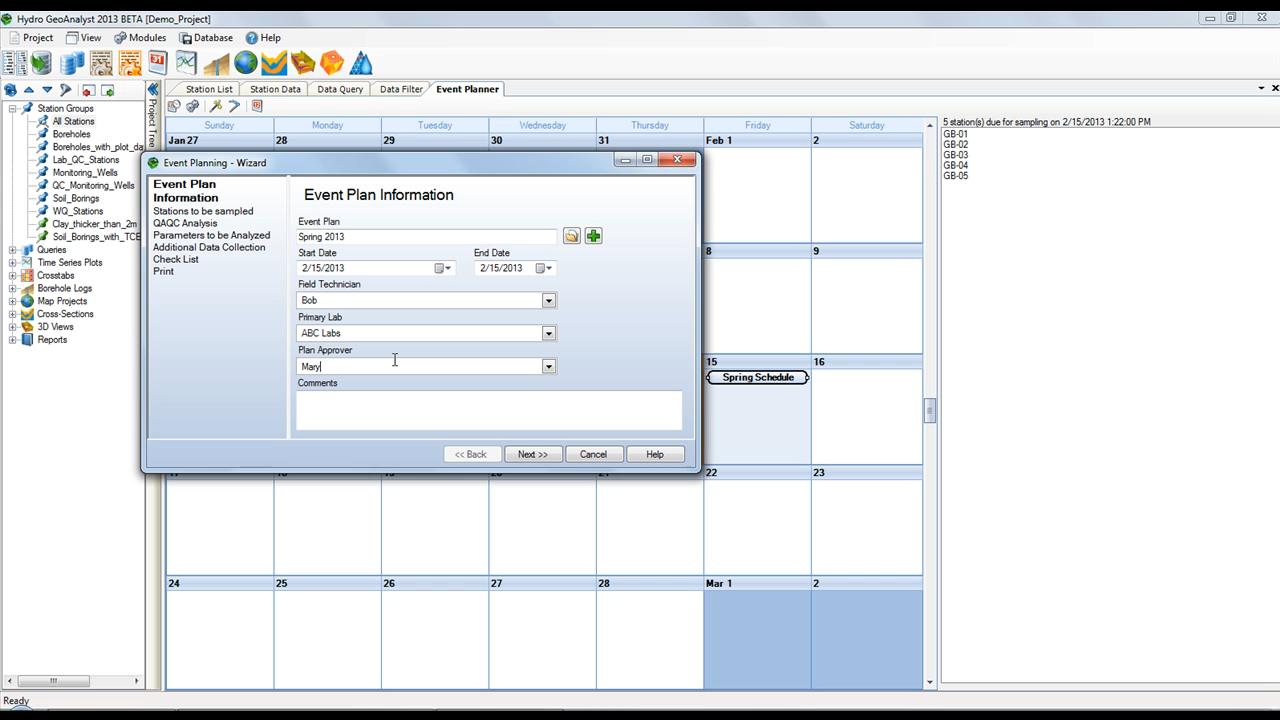 Hydro GeoAnalyst 2013 BETA [Demo_Project]
Project View Modules Database Help
Station List Station Data Data Query Data Filter Event Planner
Station Groups
All Stations
Boreholes
Boreholes_with_plot_da
Lab_QC_Stations
Monitoring_Wells
QC_Monitoring_Wells
Soil_Borings
WQ_Stations
Clay_thicker_than_2m
Soil_Borings_with_TCE
Queries
Time Series Plots
Crosstabs
Borehole Logs
Map Projects
Cross-Sections
3D Views
Reports
Project Tree
Sunday Monday Tuesday Wednesday Thursday Friday Saturday
Jan 27 28 29 30 31 Feb 1 2
8 9
15 16
Spring Schedule
22 23
24 25 26 27 28 Mar 1 2
Event Planning - Wizard
Event Plan Information
Stations to be sampled
QAQC Analysis
Parameters to be Analyzed
Additional Data Collection
Check List
Print
Event Plan Information
Event Plan
Spring 2013
Start Date End Date
2/15/2013 2/15/2013
Field Technician
Bob
Primary Lab
ABC Labs
Plan Approver
Mary
Comments
<< Back Next >> Cancel Help
5 station(s) due for sampling on 2/15/2013 1:22:00 PM
GB-01
GB-02
GB-03
GB-04
GB-05
Ready